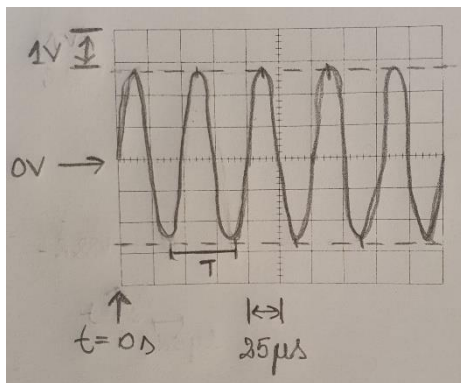 1V
0V →
T
t=0s
25μs